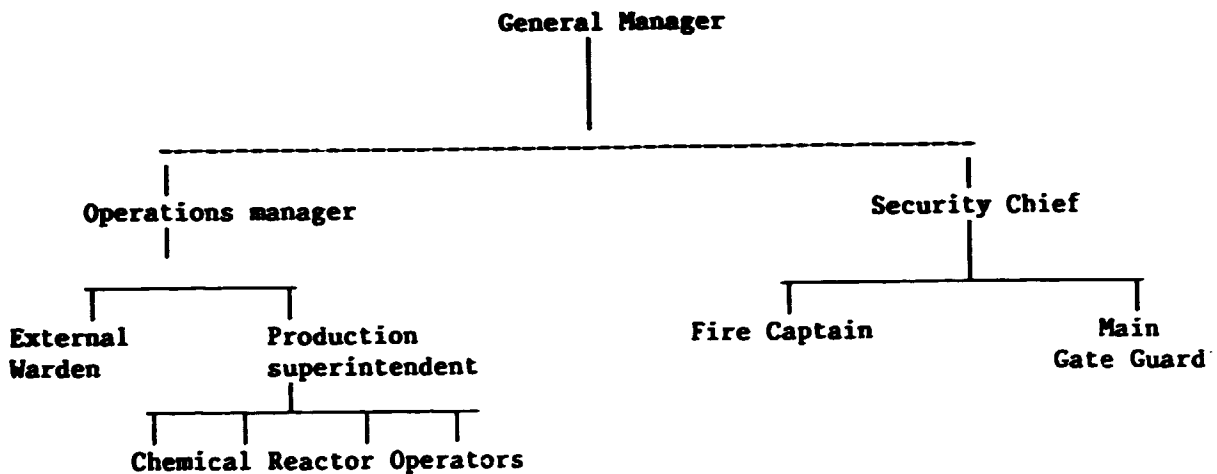 General Manager
Operations manager
Security Chief
External
Warden
Production
superintendent
Fire Captain
Main
Gate Guard
Chemical Reactor Operators